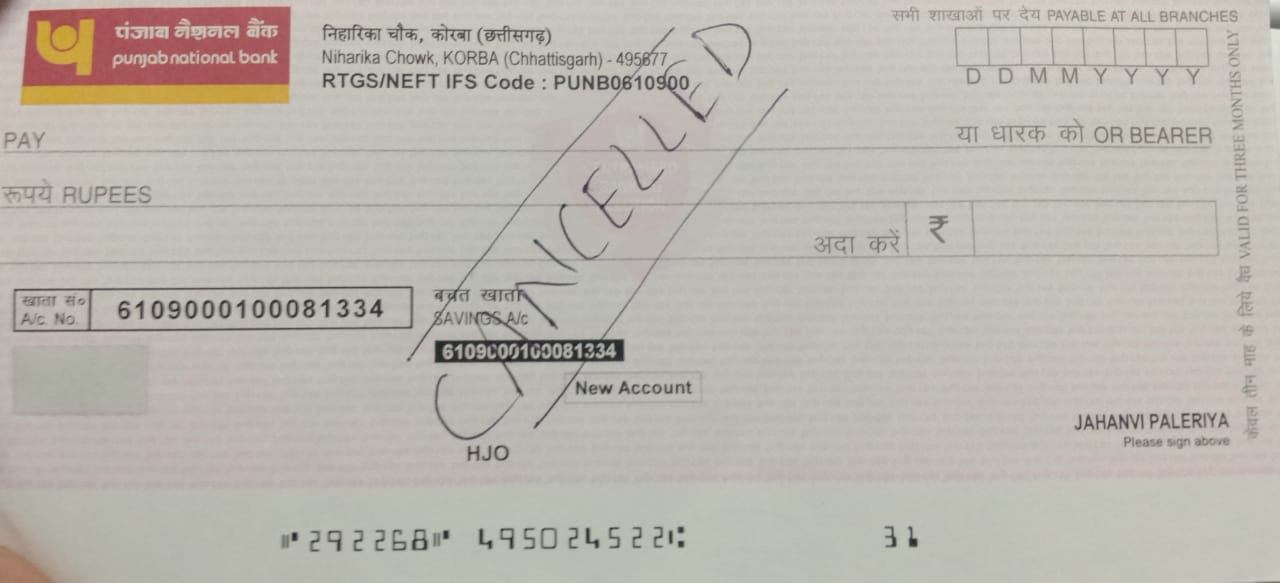 पंजाब नैशनल बैंक
punjab national bank
निहारिका चौक, कोरबा (छत्तीसगढ़)
Niharika Chowk, KORBA (Chhattisgarh) - 495677
RTGS/NEFT IFS Code : PUNB0610900
सभी शाखाओं पर देय PAYABLE AT ALL BRANCHES
D D M M Y Y Y Y
PAY
या धारक को OR BEARER
रूपये RUPEES
अदा करें ₹
CANCELLED
खाता सं०
A/c. No.
6109000100081334
बचत खाता
SAVINGS A/c
6109000100081334
New Account
HJO
JAHANVI PALERIYA
Please sign above
केवल तीन माह के लिये वैध VALID FOR THREE MONTHS ONLY
⑈292268⑈ 495024522⑆ 31